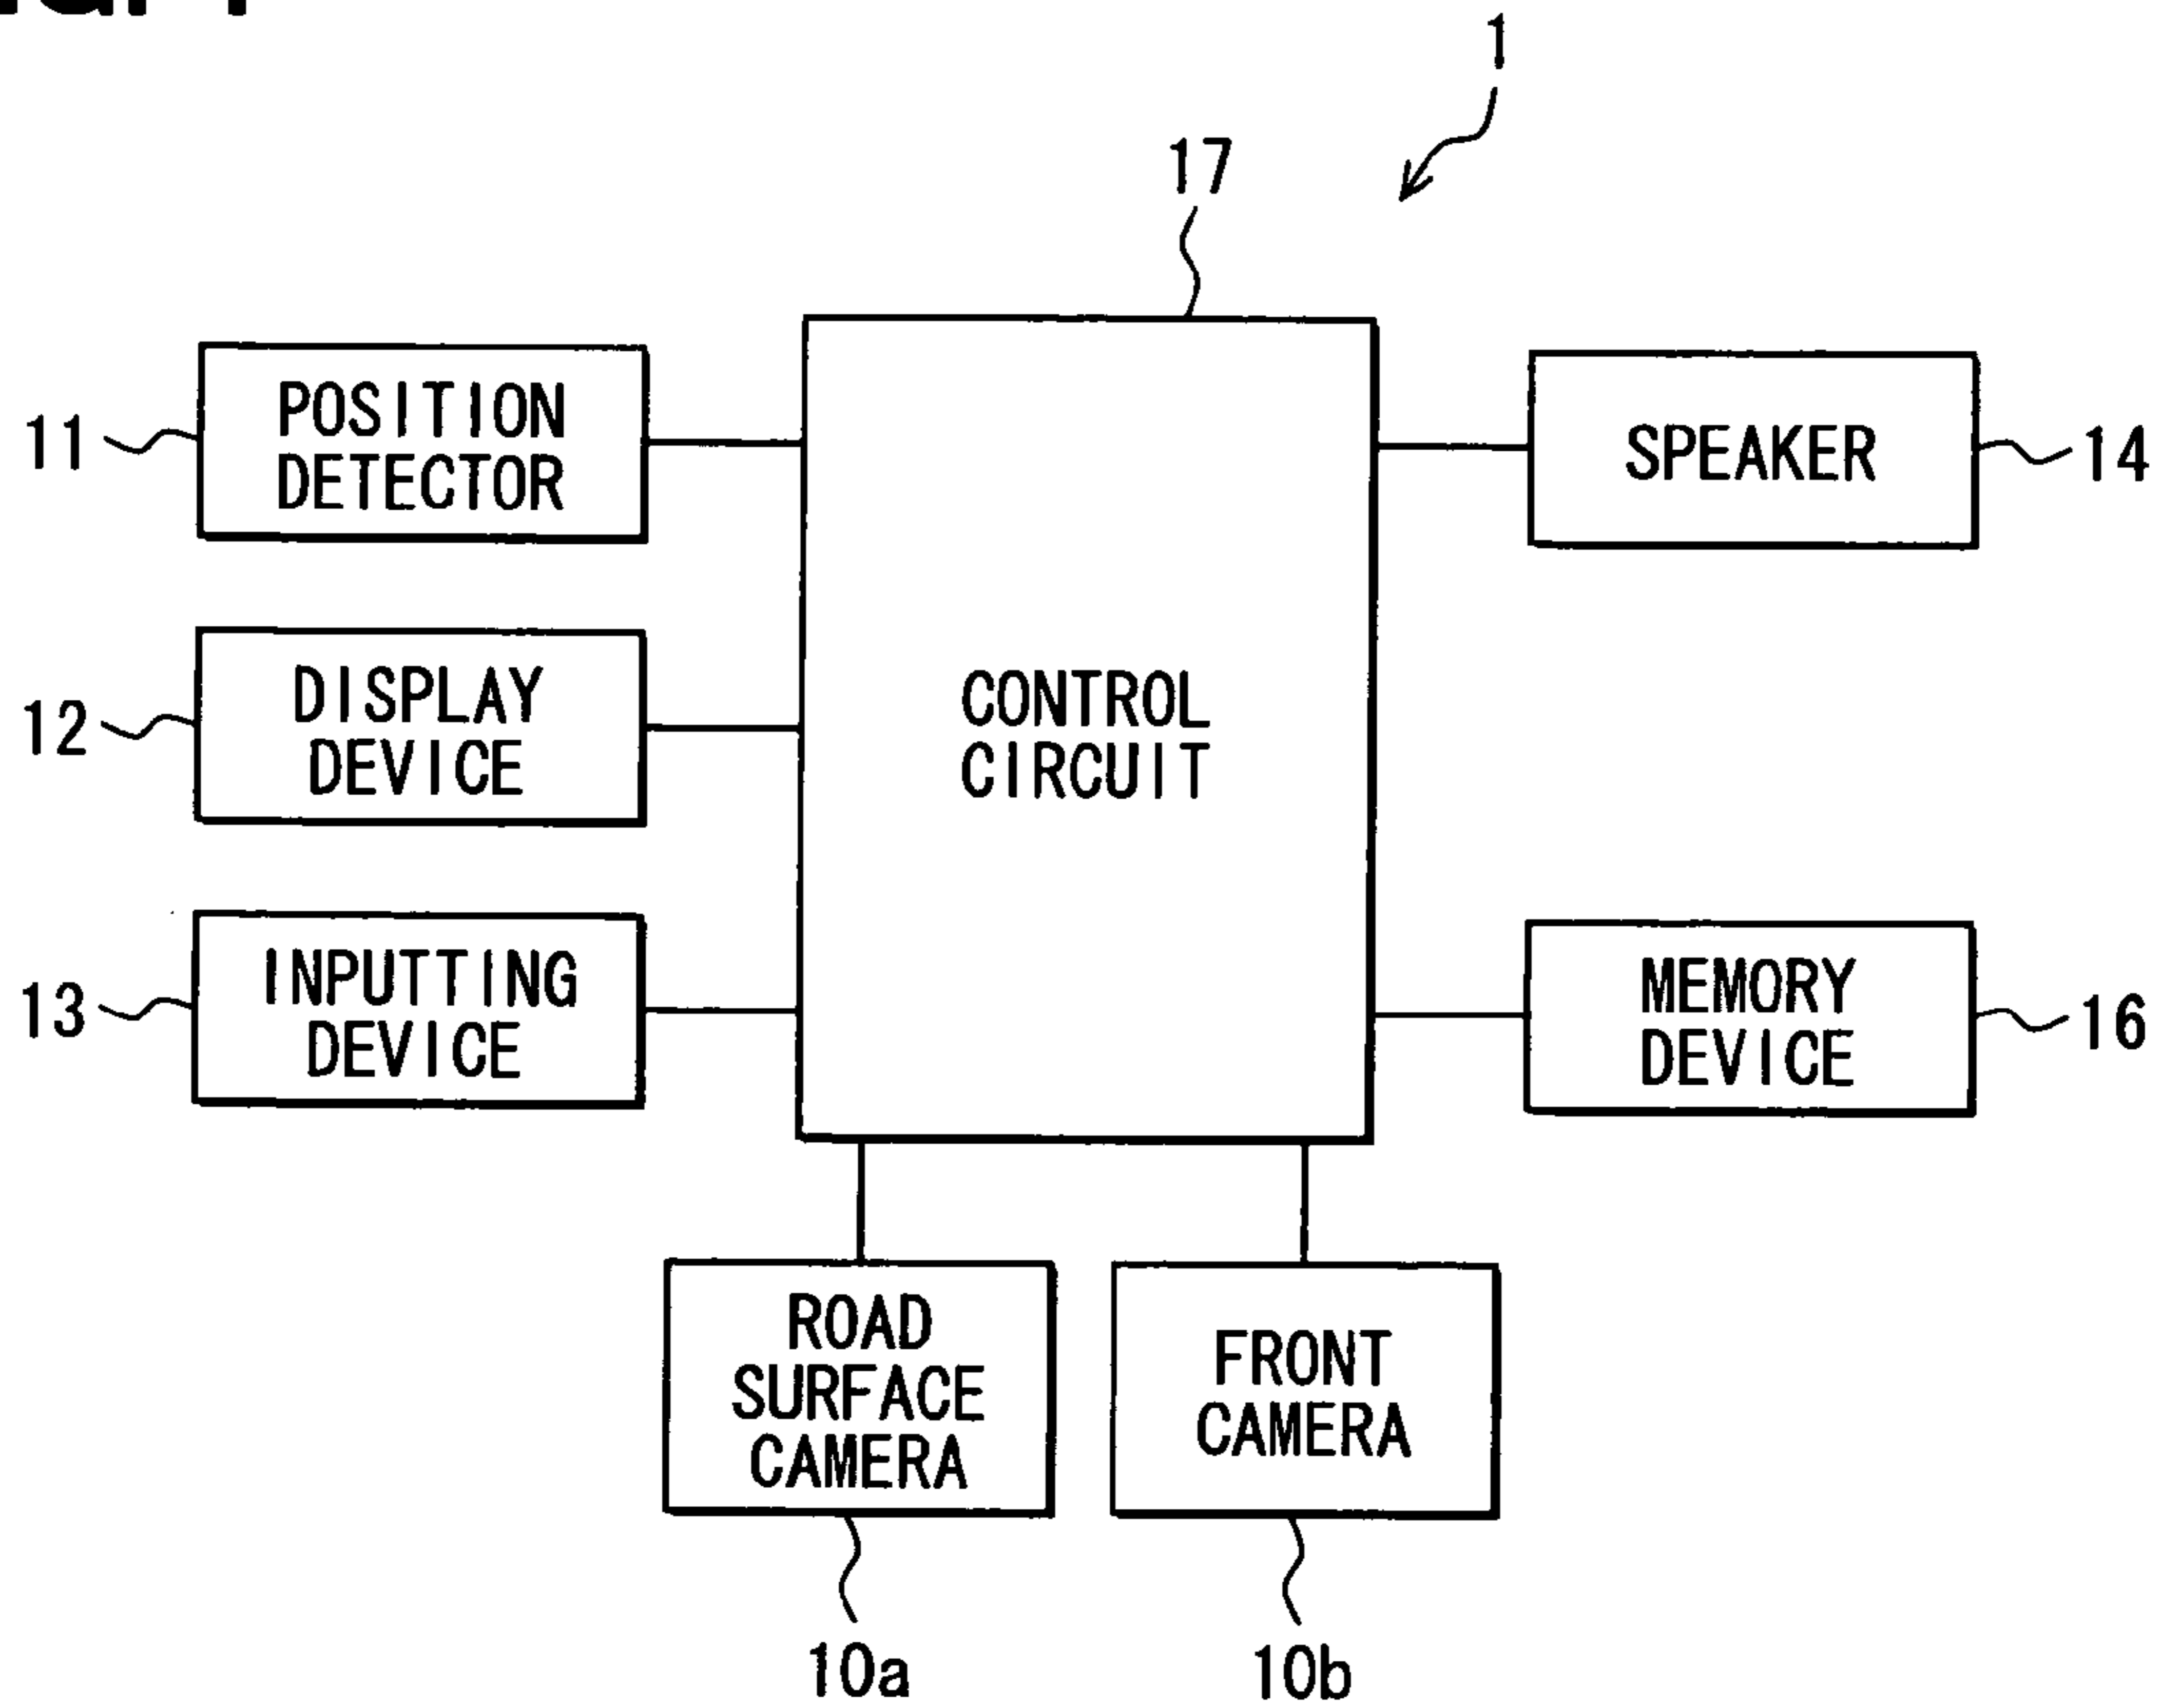 1
17
POSITION
DETECTOR
11
SPEAKER
14
DISPLAY
DEVICE
12
CONTROL
CIRCUIT
INPUTTING
DEVICE
13
MEMORY
DEVICE
16
ROAD
SURFACE
CAMERA
FRONT
CAMERA
10a
10b